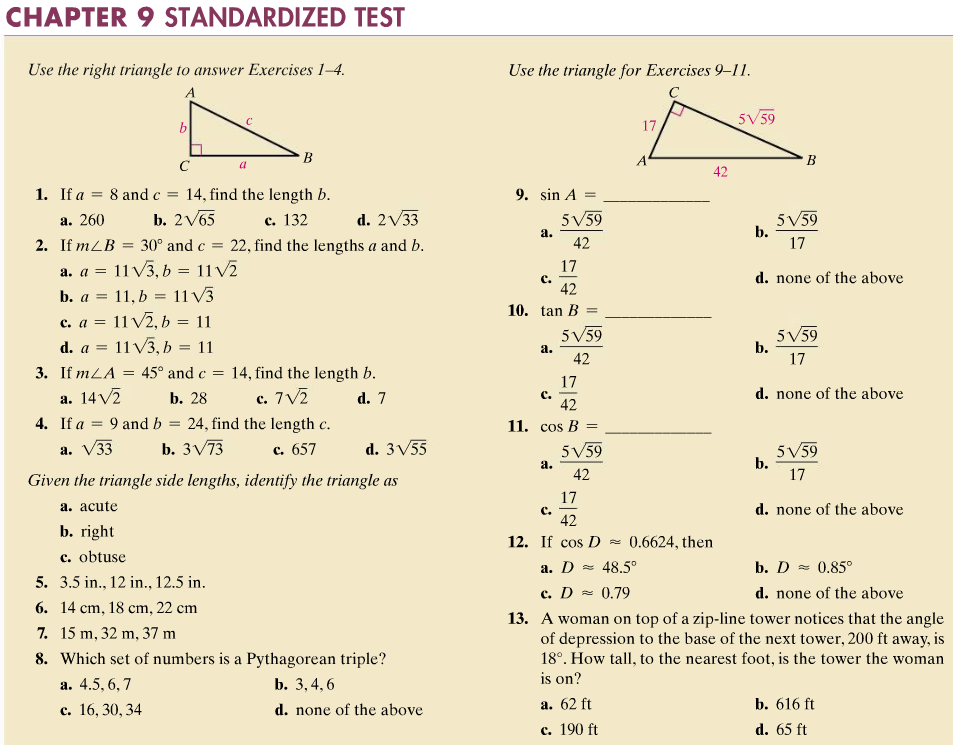 CHAPTER 9 STANDARDIZED TEST
Use the right triangle to answer Exercises 1–4.
A
b
c
C
a
B
1. If a = 8 and c = 14, find the length b.
a. 260 b. 2√65 c. 132 d. 2√33
2. If m∠B = 30° and c = 22, find the lengths a and b.
a. a = 11√3, b = 11√2
b. a = 11, b = 11√3
c. a = 11√2, b = 11
d. a = 11√3, b = 11
3. If m∠A = 45° and c = 14, find the length b.
a. 14√2 b. 28 c. 7√2 d. 7
4. If a = 9 and b = 24, find the length c.
a. √33 b. 3√73 c. 657 d. 3√55
Given the triangle side lengths, identify the triangle as
a. acute
b. right
c. obtuse
5. 3.5 in., 12 in., 12.5 in.
6. 14 cm, 18 cm, 22 cm
7. 15 m, 32 m, 37 m
8. Which set of numbers is a Pythagorean triple?
a. 4.5, 6, 7 b. 3, 4, 6
c. 16, 30, 34 d. none of the above
Use the triangle for Exercises 9–11.
C
17
5√59
A
B
42
9. sin A = _____________
a. 5√59/42 b. 5√59/17
c. 17/42 d. none of the above
10. tan B = _____________
a. 5√59/42 b. 5√59/17
c. 17/42 d. none of the above
11. cos B = _____________
a. 5√59/42 b. 5√59/17
c. 17/42 d. none of the above
12. If cos D ≈ 0.6624, then
a. D ≈ 48.5° b. D ≈ 0.85°
c. D ≈ 0.79 d. none of the above
13. A woman on top of a zip-line tower notices that the angle
of depression to the base of the next tower, 200 ft away, is
18°. How tall, to the nearest foot, is the tower the woman
is on?
a. 62 ft b. 616 ft
c. 190 ft d. 65 ft